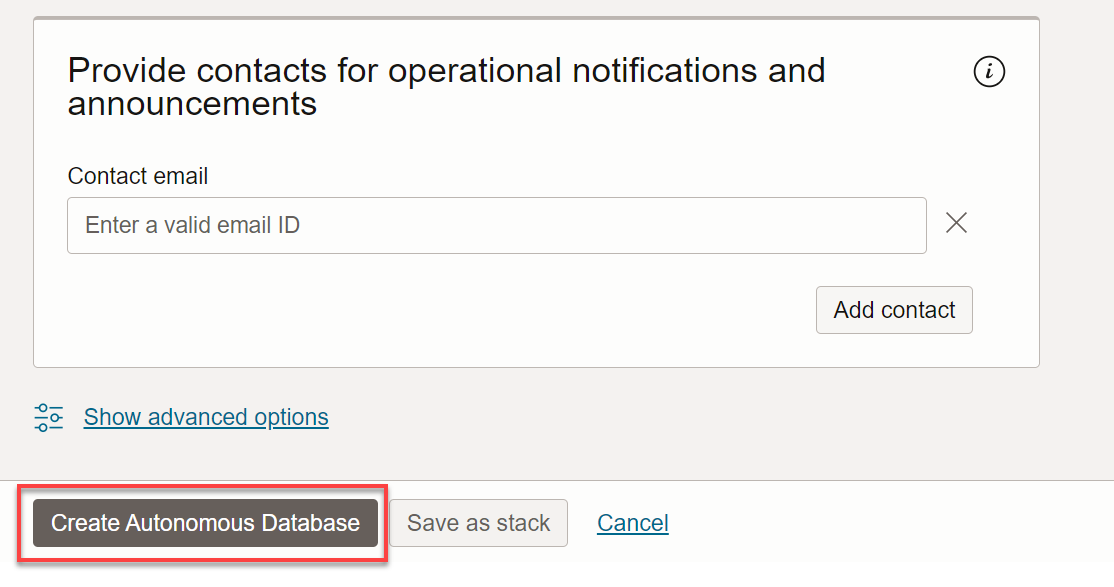 Provide contacts for operational notifications and
announcements
i
Contact email
Enter a valid email ID
Add contact
Show advanced options
Create Autonomous Database Save as stack Cancel